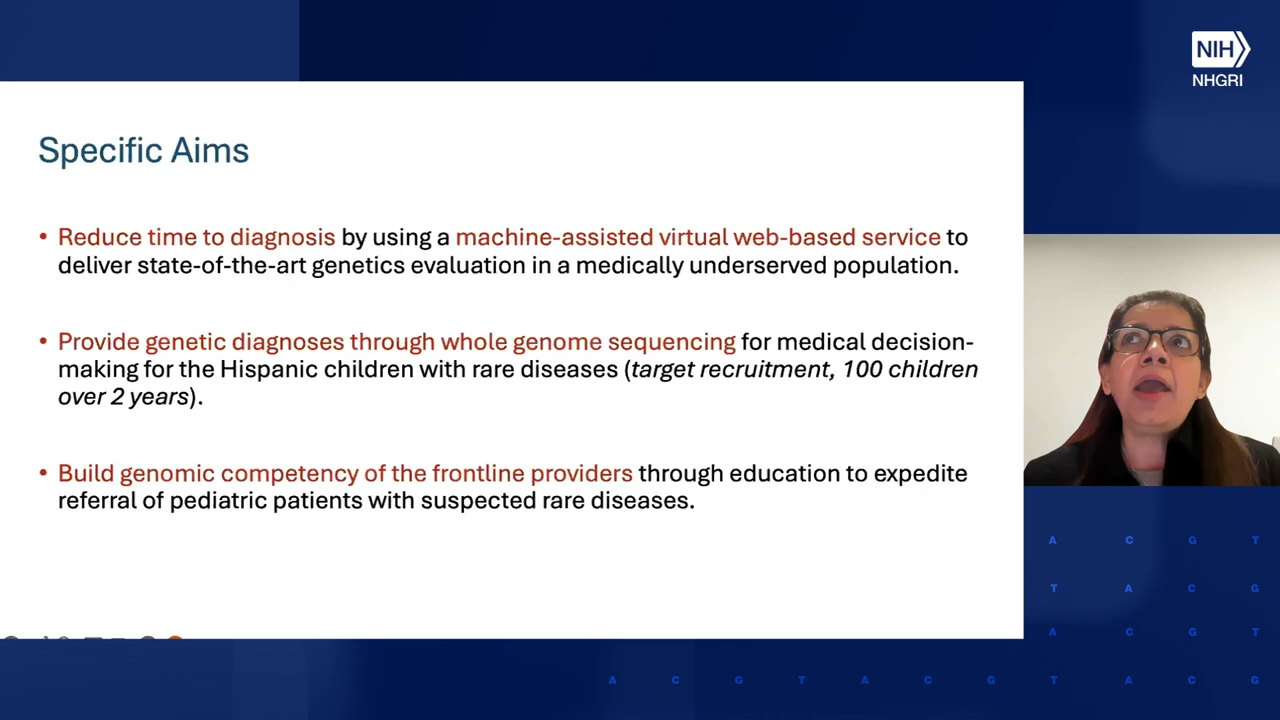 NIH
NHGRI
Specific Aims
• Reduce time to diagnosis by using a machine-assisted virtual web-based service to
deliver state-of-the-art genetics evaluation in a medically underserved population.
• Provide genetic diagnoses through whole genome sequencing for medical decision-
making for the Hispanic children with rare diseases (target recruitment, 100 children
over 2 years).
• Build genomic competency of the frontline providers through education to expedite
referral of pediatric patients with suspected rare diseases.
A C G T
T A C G
A C G T
A C G T A C G T A C G